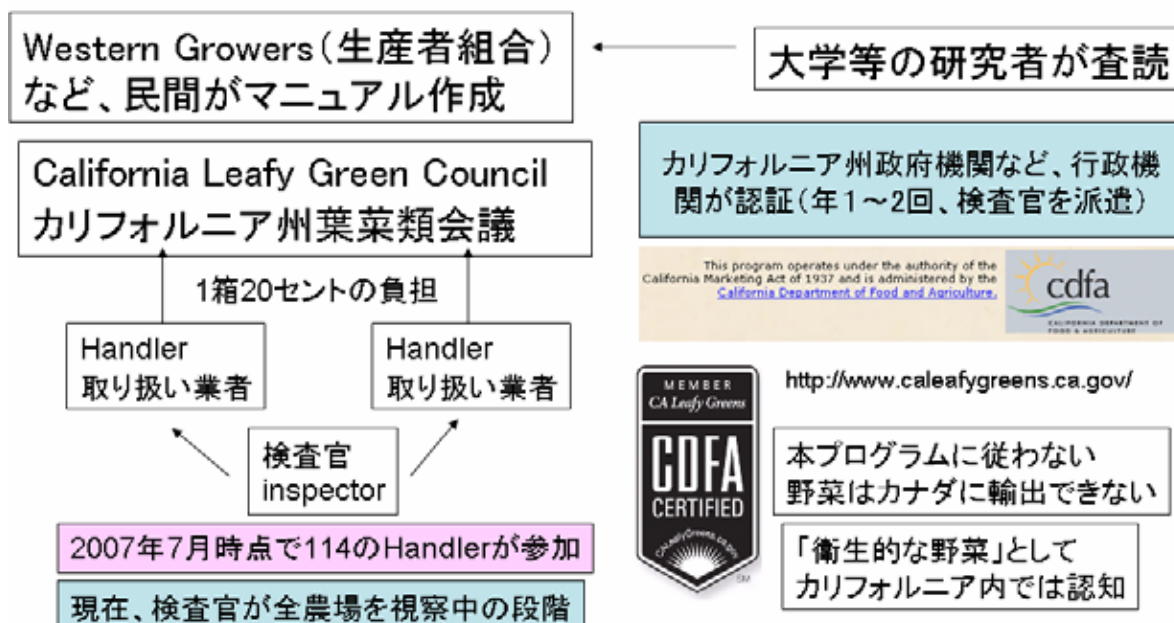 Western Growers（生産者組合）
など、民間がマニュアル作成
大学等の研究者が査読
California Leafy Green Council
カリフォルニア州葉菜類会議
カリフォルニア州政府機関など、行政機
関が認証（年１～2回、検査官を派遣）
1箱20セントの負担
This program operates under the authority of the
California Marketing Act of 1937 and is administered by the
California Department of Food and Agriculture.
cdfa
CALIFORNIA DEPARTMENT OF
FOOD & AGRICULTURE
Handler
取り扱い業者
Handler
取り扱い業者
検査官
inspector
http://www.caleafygreens.ca.gov/
MEMBER
CA Leafy Greens
CDFA
CERTIFIED
CALeafyGreens.ca.gov
SM
本プログラムに従わない
野菜はカナダに輸出できない
「衛生的な野菜」として
カリフォルニア内では認知
2007年7月時点で114のHandlerが参加
現在、検査官が全農場を視察中の段階